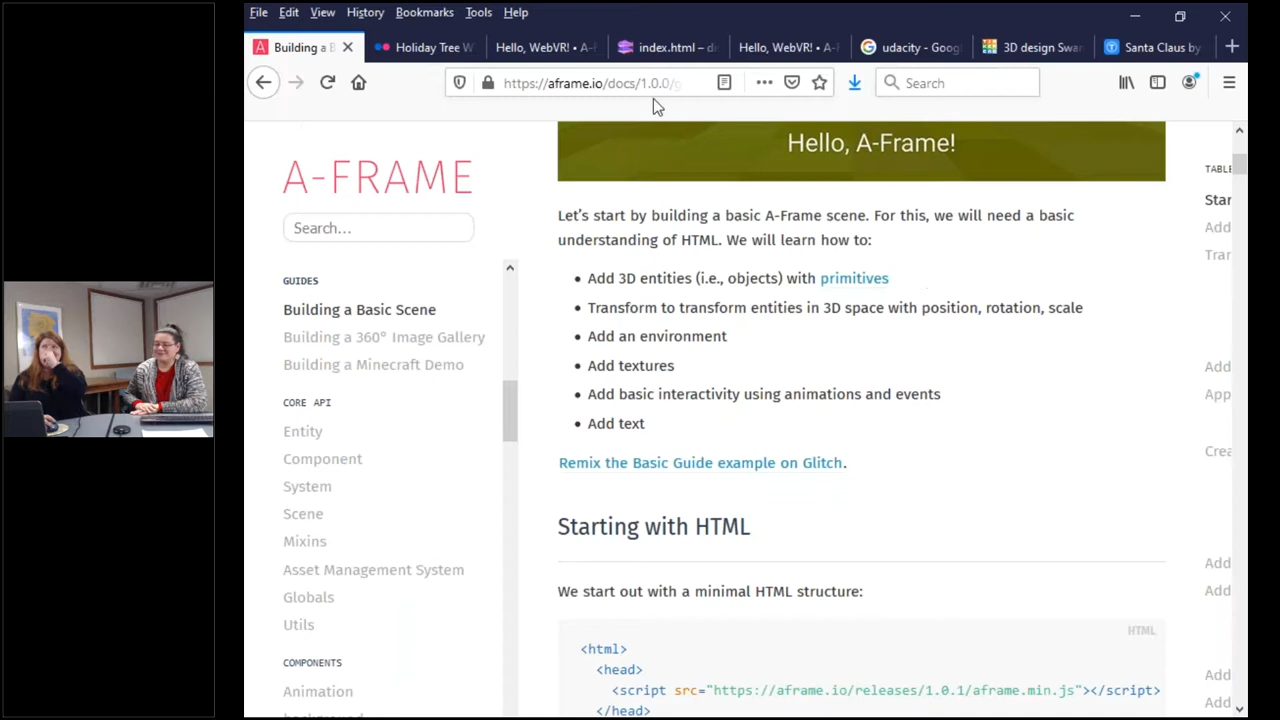 File Edit View History Bookmarks Tools Help
Building a B
Holiday Tree W
Hello, WebVR! • A-
index.html –
Hello, WebVR! • A-
udacity - Goog
3D design Swa
Santa Claus by
https://aframe.io/docs/1.0.0/g
Search
A-FRAME
Search...
GUIDES
Building a Basic Scene
Building a 360° Image Gallery
Building a Minecraft Demo
CORE API
Entity
Component
System
Scene
Mixins
Asset Management System
Globals
Utils
COMPONENTS
Animation
background
Hello, A-Frame!
Let's start by building a basic A-Frame scene. For this, we will need a basic
understanding of HTML. We will learn how to:
• Add 3D entities (i.e., objects) with primitives
• Transform to transform entities in 3D space with position, rotation, scale
• Add an environment
• Add textures
• Add basic interactivity using animations and events
• Add text
Remix the Basic Guide example on Glitch.
Starting with HTML
We start out with a minimal HTML structure:
HTML
<html>
<head>
<script src="https://aframe.io/releases/1.0.1/aframe.min.js"></script>
</head>
TABLE
Star
Add
Tran
Add
App
Crea
Add
Add
Add
Add